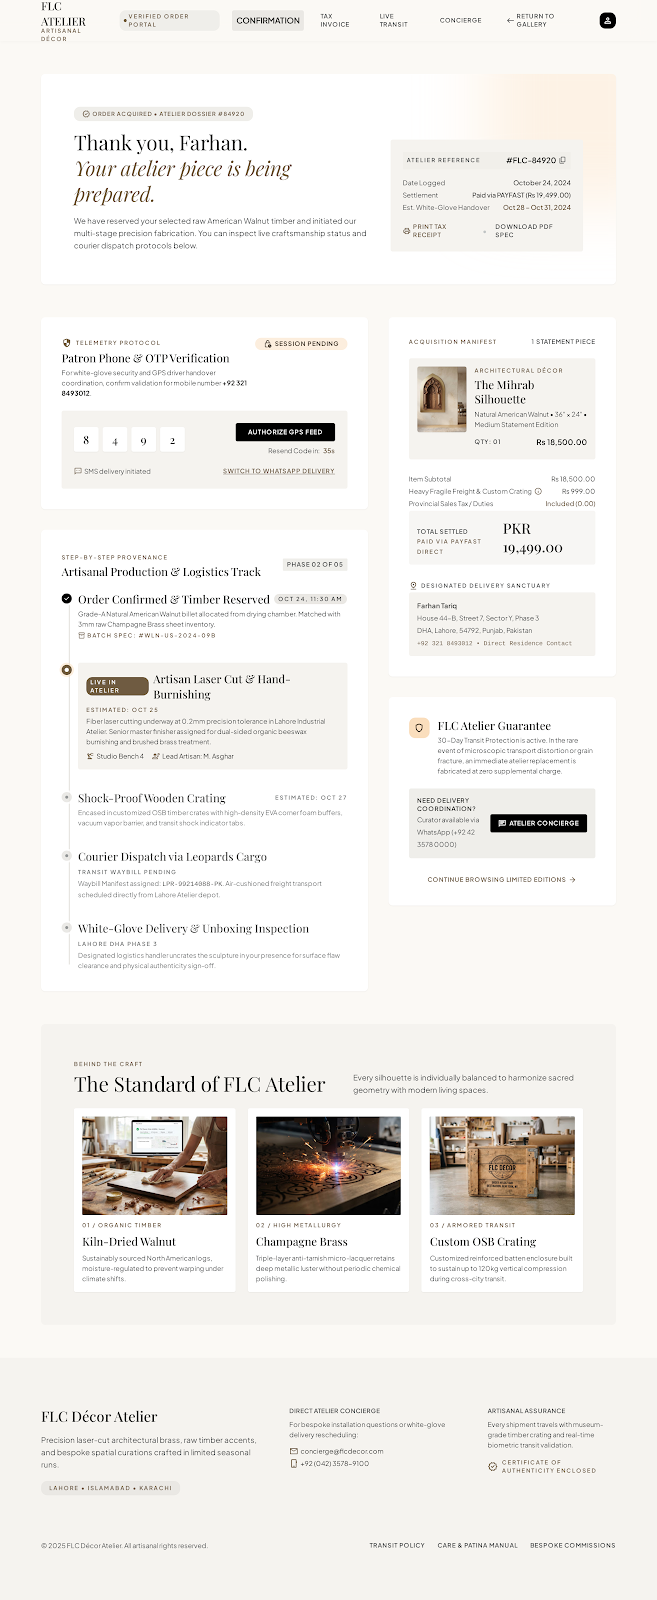 FLC
ATELIER
ARTISANAL
DÉCOR
VERIFIED ORDER
PORTAL
CONFIRMATION
TAX
INVOICE
LIVE
TRANSIT
CONCIERGE
← RETURN TO
GALLERY
ORDER ACQUIRED • ATELIER DOSSIER #84920
Thank you, Farhan.
Your atelier piece is being
prepared.
We have reserved your selected raw American Walnut timber and initiated our
multi-stage precision fabrication. You can inspect live craftsmanship status and
courier dispatch protocols below.
ATELIER REFERENCE #FLC-84920
Date Logged October 24, 2024
Settlement Paid via PAYFAST (Rs 19,499.00)
Est. White-Glove Handover Oct 28 – Oct 31, 2024
PRINT TAX
RECEIPT
•
DOWNLOAD PDF
SPEC
TELEMETRY PROTOCOL
SESSION PENDING
Patron Phone & OTP Verification
For white-glove security and GPS driver handover
coordination, confirm validation for mobile number +92 321
8493012.
8 4 9 2
AUTHORIZE GPS FEED
Resend Code in: 35s
SMS delivery initiated
SWITCH TO WHATSAPP DELIVERY
STEP-BY-STEP PROVENANCE
Artisanal Production & Logistics Track
PHASE 02 OF 05
Order Confirmed & Timber Reserved OCT 24, 11:30 AM
Grade-A Natural American Walnut billet allocated from drying chamber. Matched with
3mm raw Champagne Brass sheet inventory.
BATCH SPEC: #WLN-US-2024-09B
LIVE IN
ATELIER
Artisan Laser Cut & Hand-
Burnishing
ESTIMATED: OCT 25
Fiber laser cutting underway at 0.2mm precision tolerance in Lahore Industrial
Atelier. Senior master finisher assigned for dual-sided organic beeswax
burnishing and brushed brass treatment.
Studio Bench 4 Lead Artisan: M. Asghar
Shock-Proof Wooden Crating ESTIMATED: OCT 27
Encased in customized OSB timber crates with high-density EVA corner foam buffers,
vacuum vapor barrier, and transit shock indicator tabs.
Courier Dispatch via Leopards Cargo
TRANSIT WAYBILL PENDING
Waybill Manifest assigned: LPR-99214088-PK. Air-cushioned freight transport
scheduled directly from Lahore Atelier depot.
White-Glove Delivery & Unboxing Inspection
LAHORE DHA PHASE 3
Designated logistics handler uncrates the sculpture in your presence for surface flaw
clearance and physical authenticity sign-off.
ACQUISITION MANIFEST 1 STATEMENT PIECE
ARCHITECTURAL DÉCOR
The Mihrab
Silhouette
Natural American Walnut • 36" × 24" •
Medium Statement Edition
QTY: 01 Rs 18,500.00
Item Subtotal Rs 18,500.00
Heavy Fragile Freight & Custom Crating Rs 999.00
Provincial Sales Tax / Duties Included (0.00)
TOTAL SETTLED
PAID VIA PAYFAST
DIRECT
PKR
19,499.00
DESIGNATED DELIVERY SANCTUARY
Farhan Tariq
House 44-B, Street 7, Sector Y, Phase 3
DHA, Lahore, 54792, Punjab, Pakistan
+92 321 8493012 • Direct Residence Contact
FLC Atelier Guarantee
30-Day Transit Protection is active. In the rare
event of microscopic transport distortion or grain
fracture, an immediate atelier replacement is
fabricated at zero supplemental charge.
NEED DELIVERY
COORDINATION?
Curator available via
WhatsApp (+92 42
3578 0000)
ATELIER CONCIERGE
CONTINUE BROWSING LIMITED EDITIONS →
BEHIND THE CRAFT
The Standard of FLC Atelier
Every silhouette is individually balanced to harmonize sacred
geometry with modern living spaces.
01 / ORGANIC TIMBER
Kiln-Dried Walnut
Sustainably sourced North American logs,
moisture-regulated to prevent warping under
climate shifts.
02 / HIGH METALLURGY
Champagne Brass
Triple-layer anti-tarnish micro-lacquer retains
deep metallic luster without periodic chemical
polishing.
FLC DECOR
03 / ARMORED TRANSIT
Custom OSB Crating
Customized reinforced batten enclosure built
to sustain up to 120kg vertical compression
during cross-city transit.
FLC Décor Atelier
Precision laser-cut architectural brass, raw timber accents,
and bespoke spatial curations crafted in limited seasonal
runs.
LAHORE • ISLAMABAD • KARACHI
DIRECT ATELIER CONCIERGE
For bespoke installation questions or white-glove
delivery rescheduling:
concierge@flcdecor.com
+92 (042) 3578-9100
ARTISANAL ASSURANCE
Every shipment travels with museum-
grade timber crating and real-time
biometric transit validation.
CERTIFICATE OF
AUTHENTICITY ENCLOSED
© 2025 FLC Décor Atelier. All artisanal rights reserved.
TRANSIT POLICY CARE & PATINA MANUAL BESPOKE COMMISSIONS